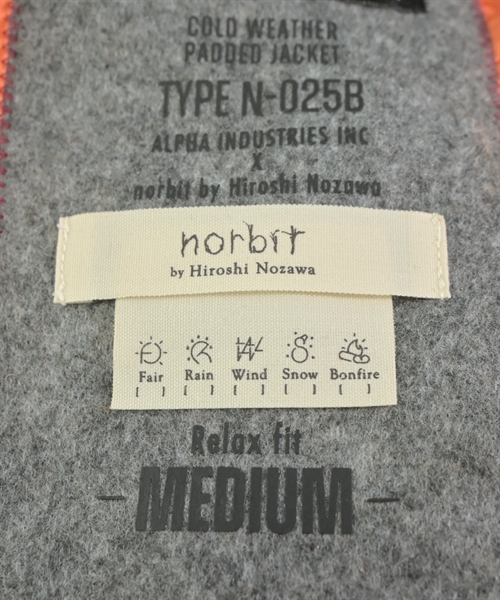 COLD WEATHER
PADDED JACKET
TYPE N-025B
ALPHA INDUSTRIES INC
X
norbit by Hiroshi Nozawa
norbit
by Hiroshi Nozawa
Fair Rain Wind Snow Bonfire
[ ] [ ] [ ] [ ] [ ]
Relax fit
- MEDIUM -